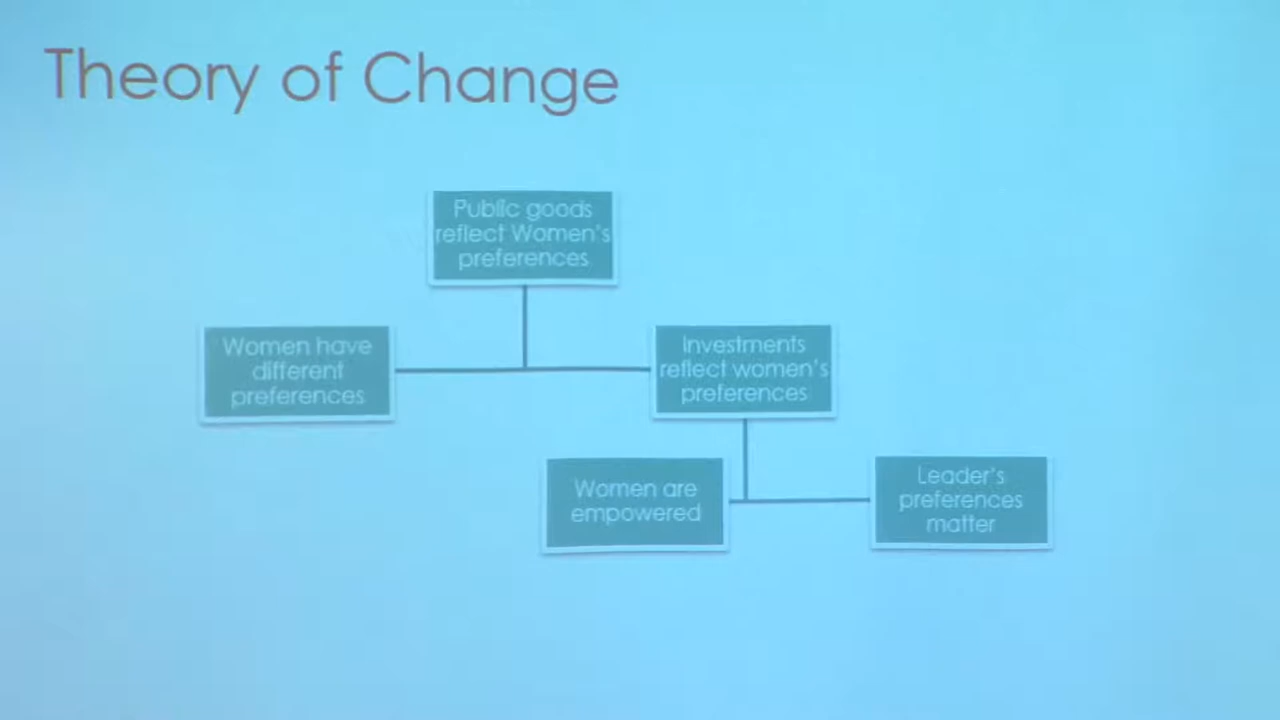 Theory of Change
Public goods
reflect Women's
preferences
Women have
different
preferences
Investments
reflect women's
preferences
Women are
empowered
Leader's
preferences
matter